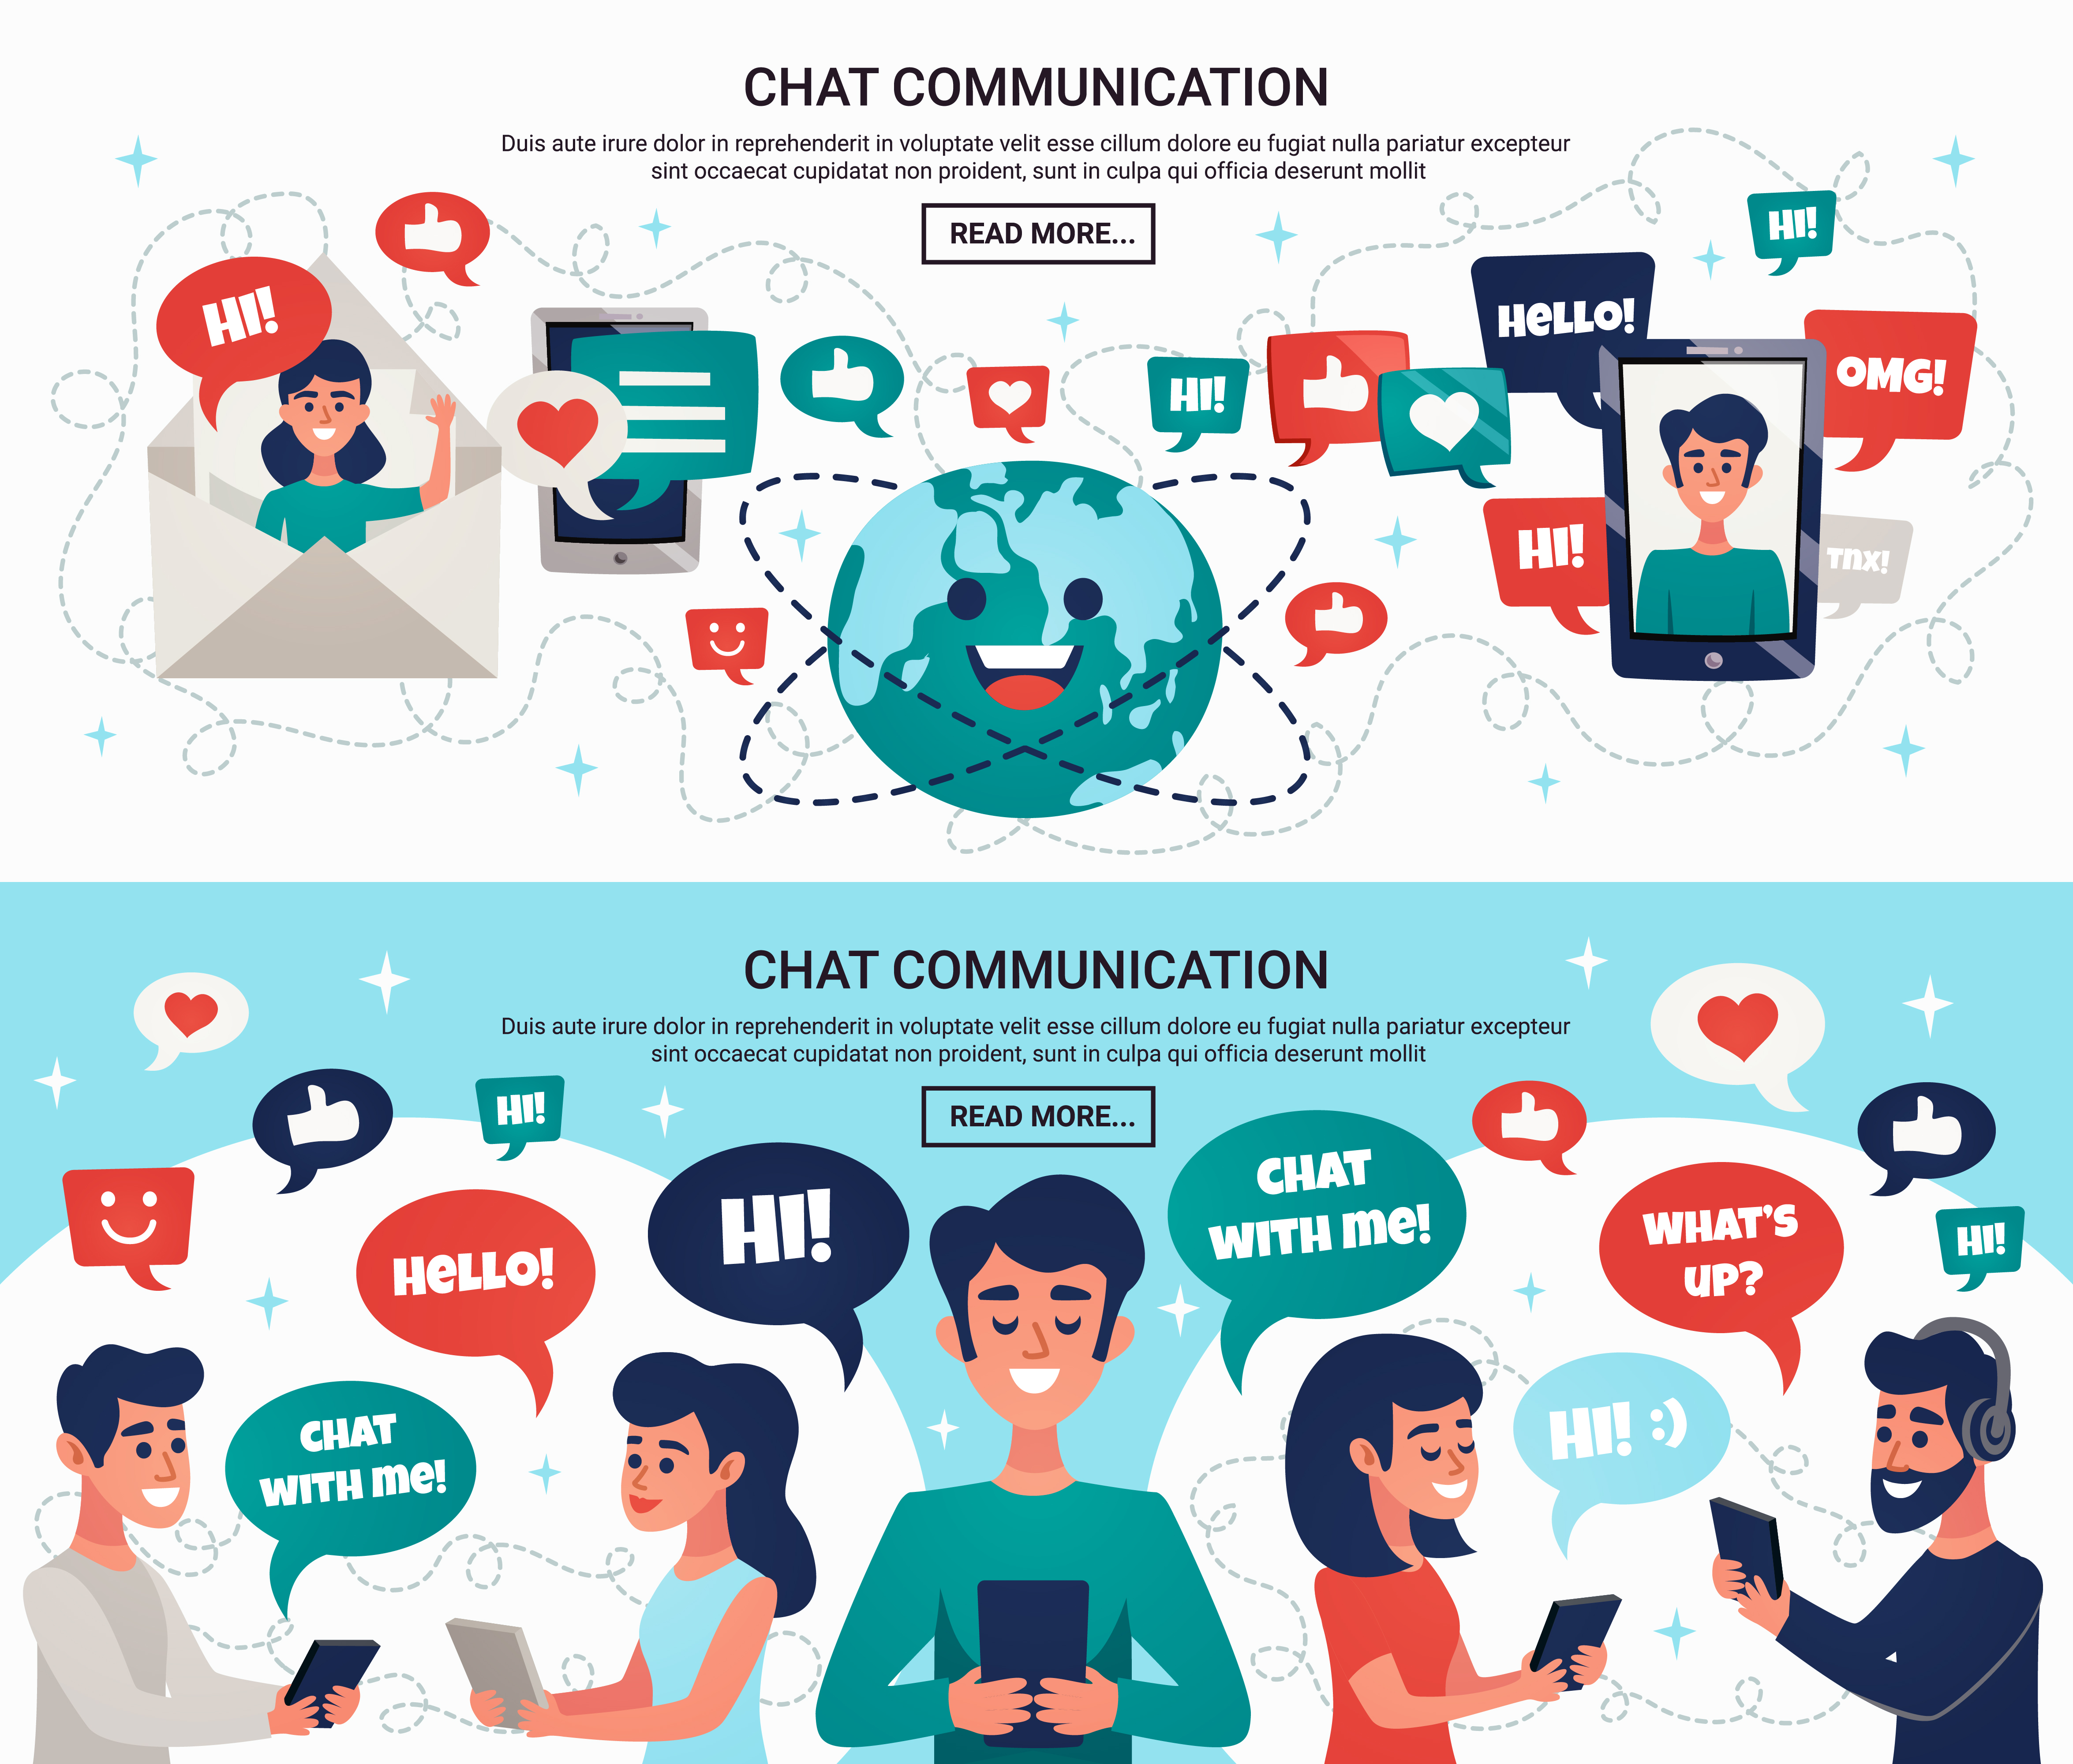 CHAT COMMUNICATION
Duis aute irure dolor in reprehenderit in voluptate velit esse cillum dolore eu fugiat nulla pariatur excepteur
sint occaecat cupidatat non proident, sunt in culpa qui officia deserunt mollit
READ MORE...
HI!
HI!
HeLLO!
HI!
OMG!
HI!
Tnx!
CHAT COMMUNICATION
Duis aute irure dolor in reprehenderit in voluptate velit esse cillum dolore eu fugiat nulla pariatur excepteur
sint occaecat cupidatat non proident, sunt in culpa qui officia deserunt mollit
READ MORE...
HI!
HeLLO!
HI!
CHAT
WITH me!
WHAT'S
UP?
HI!
CHAT
WITH me!
HI! :)